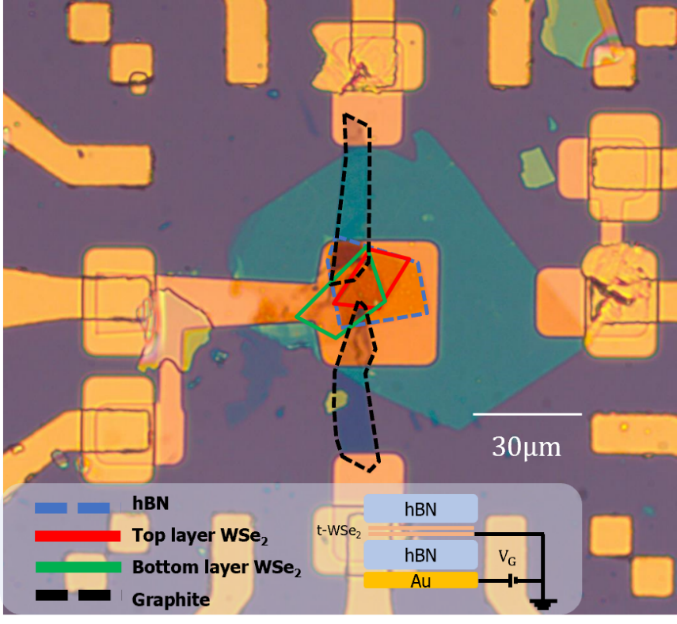 30μm
hBN
Top layer WSe₂
Bottom layer WSe₂
Graphite
hBN
t-WSe₂
hBN
V_G
Au